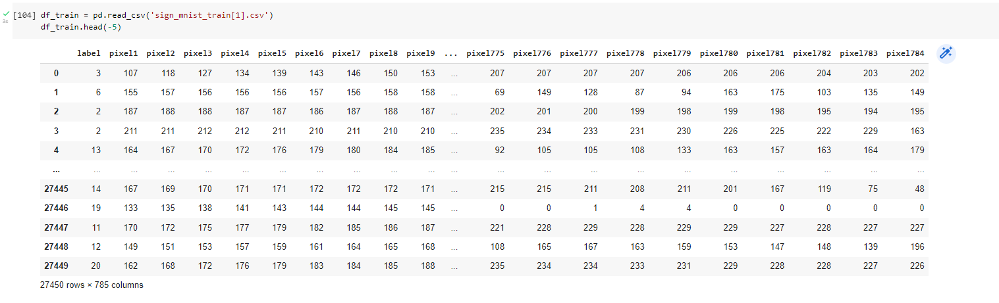 [104] df_train = pd.read_csv('sign_mnist_train[1].csv')
df_train.head(-5)
3s
label pixel1 pixel2 pixel3 pixel4 pixel5 pixel6 pixel7 pixel8 pixel9 ... pixel775 pixel776 pixel777 pixel778 pixel779 pixel780 pixel781 pixel782 pixel783 pixel784
0 3 107 118 127 134 139 143 146 150 153 ... 207 207 207 207 206 206 206 204 203 202
1 6 155 157 156 156 156 157 156 158 158 ... 69 149 128 87 94 163 175 103 135 149
2 2 187 188 188 187 187 186 187 188 187 ... 202 201 200 199 198 199 198 195 194 195
3 2 211 211 212 212 211 210 211 210 210 ... 235 234 233 231 230 226 225 222 229 163
4 13 164 167 170 172 176 179 180 184 185 ... 92 105 105 108 133 163 157 163 164 179
... ... ... ... ... ... ... ... ... ... ... ... ... ... ... ... ... ... ... ... ... ...
27445 14 167 169 170 171 171 172 172 172 171 ... 215 215 211 208 211 201 167 119 75 48
27446 19 133 135 138 141 143 144 144 145 145 ... 0 0 1 4 4 0 0 0 0 0
27447 11 170 172 175 177 179 182 185 186 187 ... 221 228 229 228 229 229 227 228 227 227
27448 12 149 151 153 157 159 161 164 165 168 ... 108 165 167 163 159 153 147 148 139 196
27449 20 162 168 172 176 179 183 184 185 188 ... 235 234 234 233 231 229 228 228 227 226
27450 rows × 785 columns